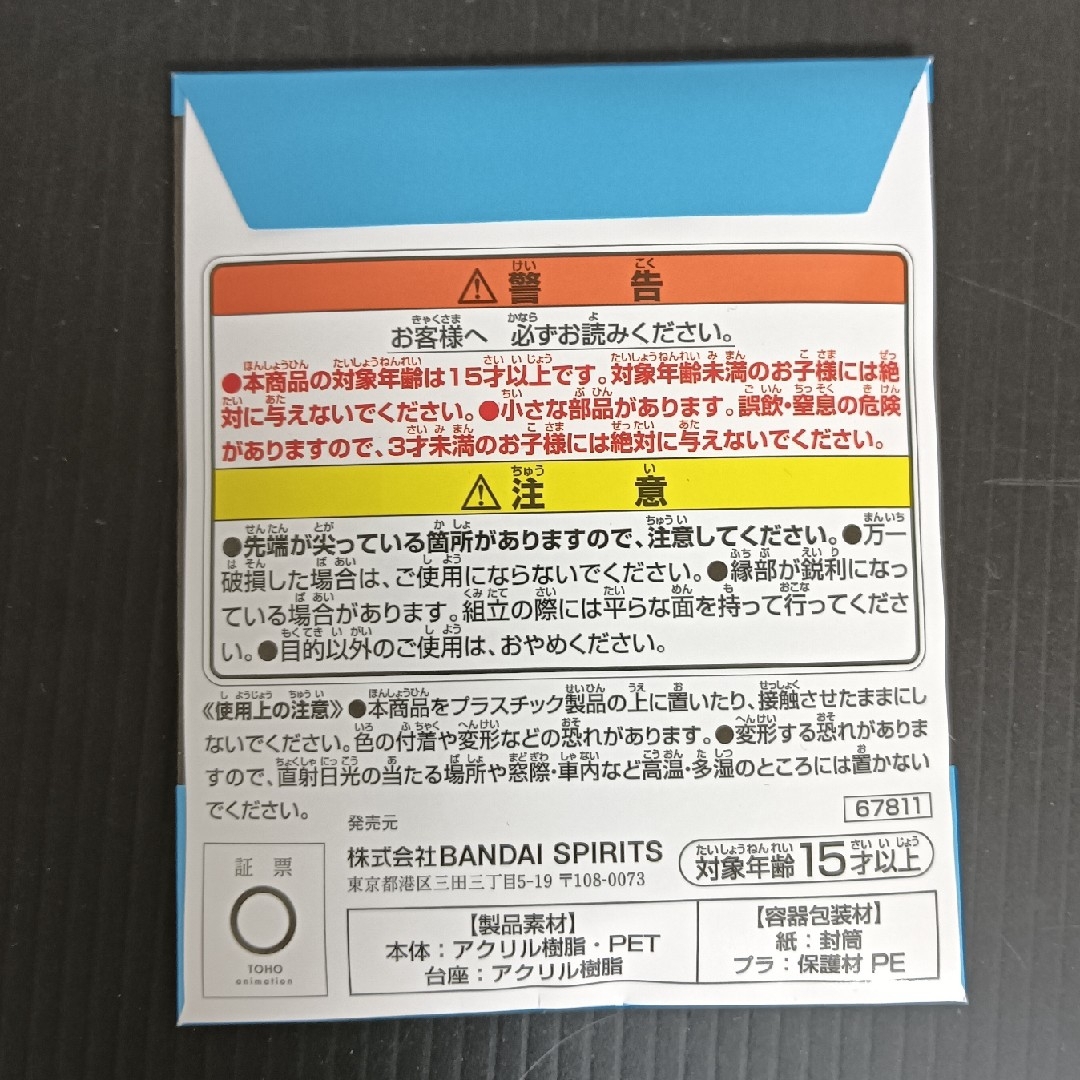 ⚠警告
お客様へ 必ずお読みください。
●本商品の対象年齢は15才以上です。対象年齢未満のお子様には絶
対に与えないでください。●小さな部品があります。誤飲・窒息の危険
がありますので、3才未満のお子様には絶対に与えないでください。
⚠注意
●先端が尖っている箇所がありますので、注意してください。●万一
破損した場合は、ご使用にならないでください。●縁部が鋭利になっ
ている場合があります。組立の際には平らな面を持って行ってくださ
い。●目的以外のご使用は、おやめください。
《使用上の注意》●本商品をプラスチック製品の上に置いたり、接触させたままにし
ないでください。色の付着や変形などの恐れがあります。●変形する恐れがありま
すので、直射日光の当たる場所や窓際・車内など高温・多湿のところには置かない
でください。
67811
発売元
株式会社BANDAI SPIRITS
東京都港区三田三丁目5-19 〒108-0073
対象年齢15才以上
証票
TOHO
animation
【製品素材】
本体：アクリル樹脂・PET
台座：アクリル樹脂
【容器包装材】
紙：封筒
プラ：保護材 PE